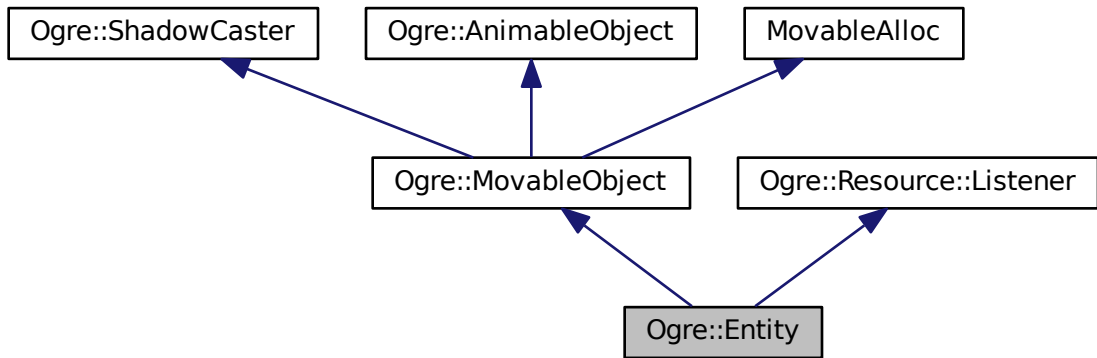 Ogre::ShadowCaster
Ogre::AnimableObject
MovableAlloc
Ogre::MovableObject
Ogre::Resource::Listener
Ogre::Entity